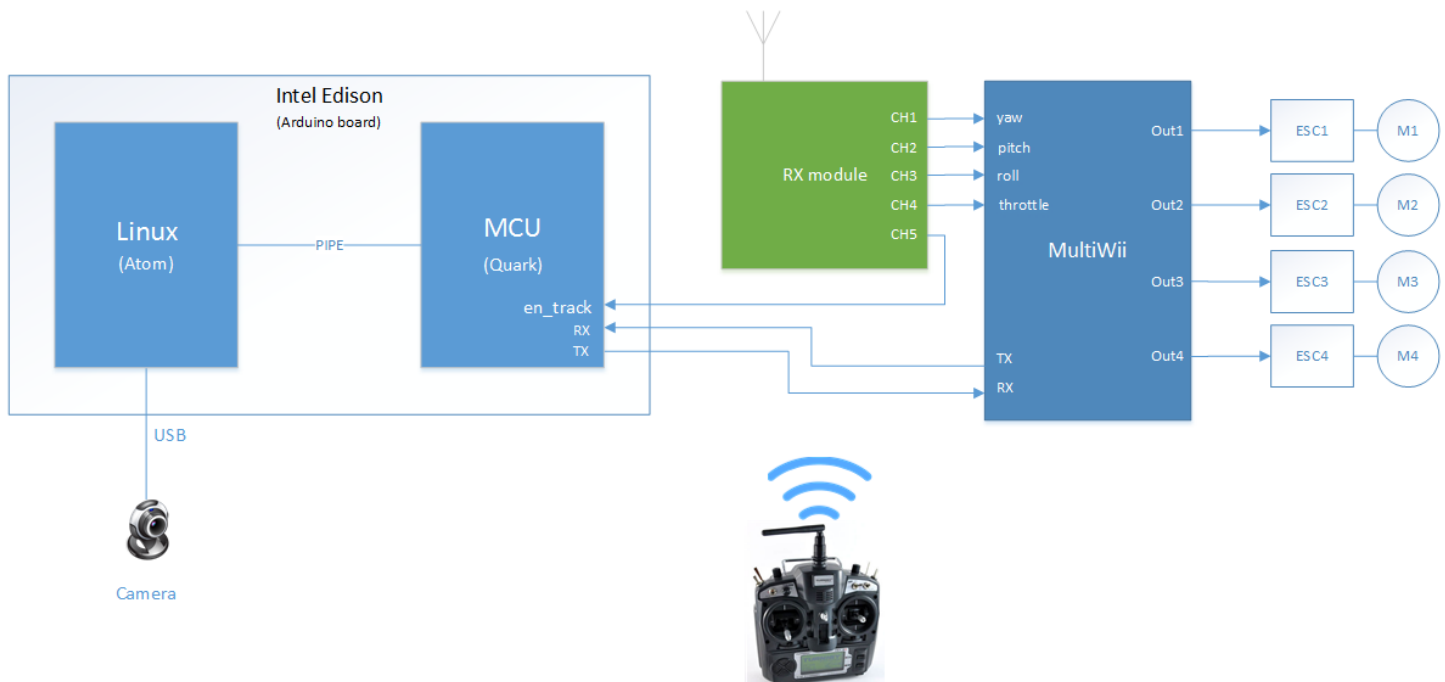 Intel Edison
(Arduino board)
Linux
(Atom)
PIPE
MCU
(Quark)
en_track
RX
TX
USB
Camera
RX module
CH1
CH2
CH3
CH4
CH5
yaw
pitch
roll
throttle
MultiWii
TX
RX
Out1
Out2
Out3
Out4
ESC1
M1
ESC2
M2
ESC3
M3
ESC4
M4